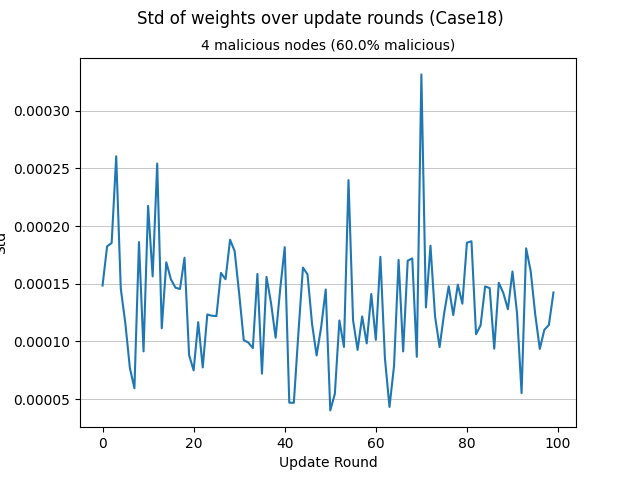 Std of weights over update rounds (Case18)
4 malicious nodes (60.0% malicious)
0.00030
0.00025
0.00020
0.00015
0.00010
0.00005
Std
0 20 40 60 80 100
Update Round